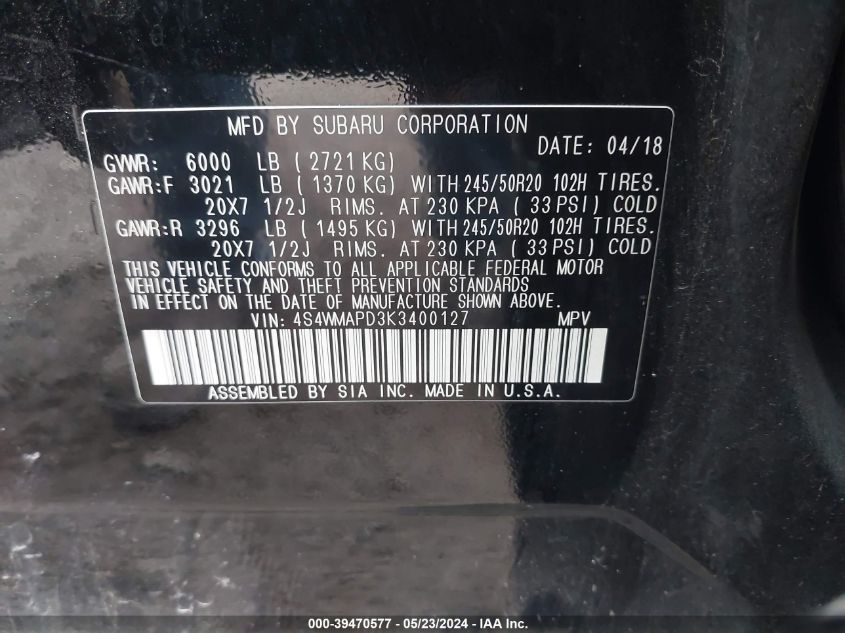 MFD BY SUBARU CORPORATION
DATE: 04/18
GVWR: 6000 LB ( 2721 KG)
GAWR:F 3021 LB ( 1370 KG) WITH 245/50R20 102H TIRES.
20X7 1/2J RIMS. AT 230 KPA ( 33 PSI) COLD
GAWR:R 3296 LB ( 1495 KG) WITH 245/50R20 102H TIRES.
20X7 1/2J RIMS. AT 230 KPA ( 33 PSI) COLD
THIS VEHICLE CONFORMS TO ALL APPLICABLE FEDERAL MOTOR
VEHICLE SAFETY AND THEFT PREVENTION STANDARDS
IN EFFECT ON THE DATE OF MANUFACTURE SHOWN ABOVE.
VIN: 4S4WMAPD3K3400127 MPV
ASSEMBLED BY SIA INC. MADE IN U.S.A.
000-39470577 - 05/23/2024 - IAA Inc.